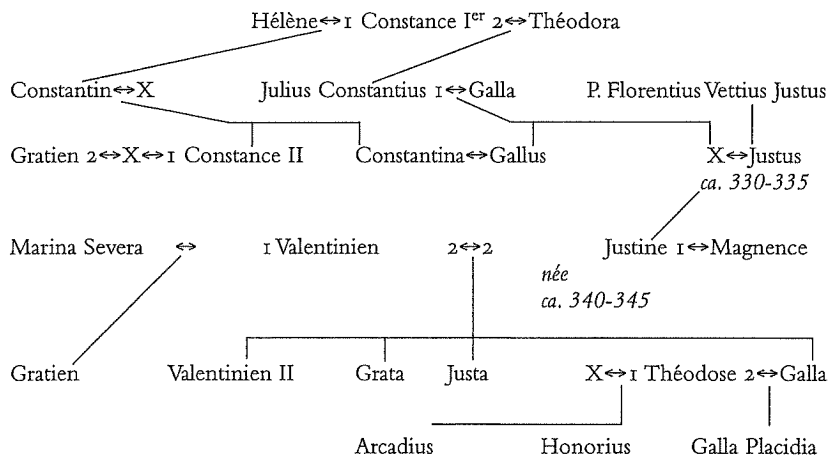 Hélène↔1 Constance Ier 2↔Théodora
Constantin↔X Julius Constantius 1↔Galla P. Florentius Vettius Justus
Gratien 2↔X↔1 Constance II Constantina↔Gallus X↔Justus
ca. 330-335
Marina Severa ↔ 1 Valentinien 2↔2 Justine 1↔Magnence
née
ca. 340-345
Gratien Valentinien II Grata Justa X↔1 Théodose 2↔Galla
Arcadius Honorius Galla Placidia